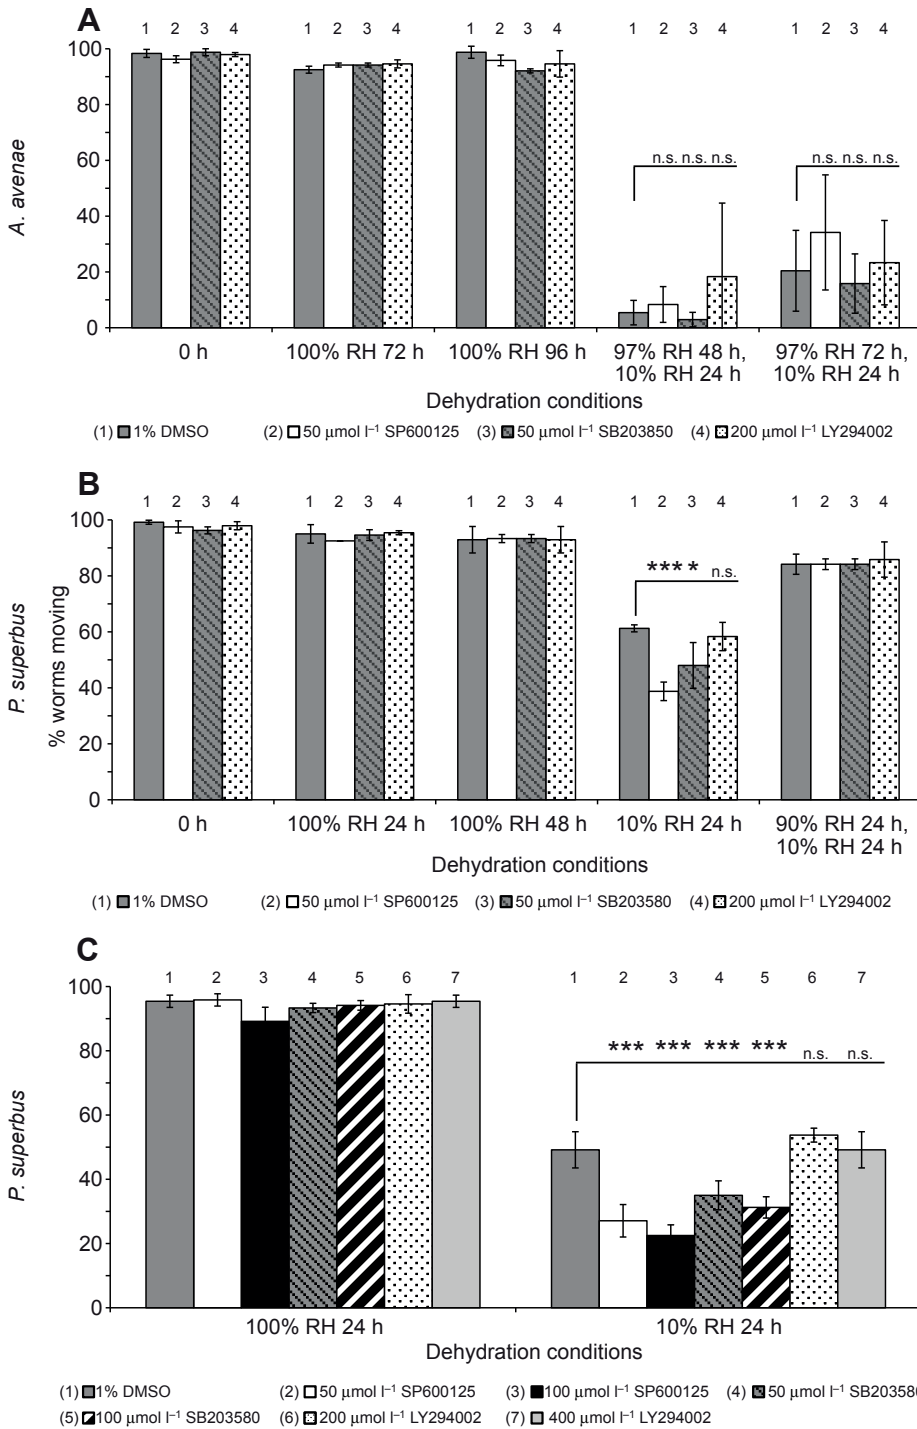 A
1 2 3 4 1 2 3 4 1 2 3 4 1 2 3 4 1 2 3 4
100
80
60
40
20
0
A. avenae
n.s. n.s. n.s.
n.s. n.s. n.s.
0 h
100% RH 72 h
100% RH 96 h
97% RH 48 h,
10% RH 24 h
97% RH 72 h,
10% RH 24 h
Dehydration conditions
(1) 1% DMSO (2) 50 μmol l–1 SP600125 (3) 50 μmol l–1 SB203850 (4) 200 μmol l–1 LY294002
B
1 2 3 4 1 2 3 4 1 2 3 4 1 2 3 4 1 2 3 4
100
80
60
40
20
0
P. superbus
% worms moving
**** n.s.
0 h
100% RH 24 h
100% RH 48 h
10% RH 24 h
90% RH 24 h,
10% RH 24 h
Dehydration conditions
(1) 1% DMSO (2) 50 μmol l–1 SP600125 (3) 50 μmol l–1 SB203580 (4) 200 μmol l–1 LY294002
C
1 2 3 4 5 6 7 1 2 3 4 5 6 7
100
80
60
40
20
0
P. superbus
*** *** *** *** n.s. n.s.
100% RH 24 h
10% RH 24 h
Dehydration conditions
(1) 1% DMSO (2) 50 μmol l–1 SP600125 (3) 100 μmol l–1 SP600125 (4) 50 μmol l–1 SB20358
(5) 100 μmol l–1 SB203580 (6) 200 μmol l–1 LY294002 (7) 400 μmol l–1 LY294002